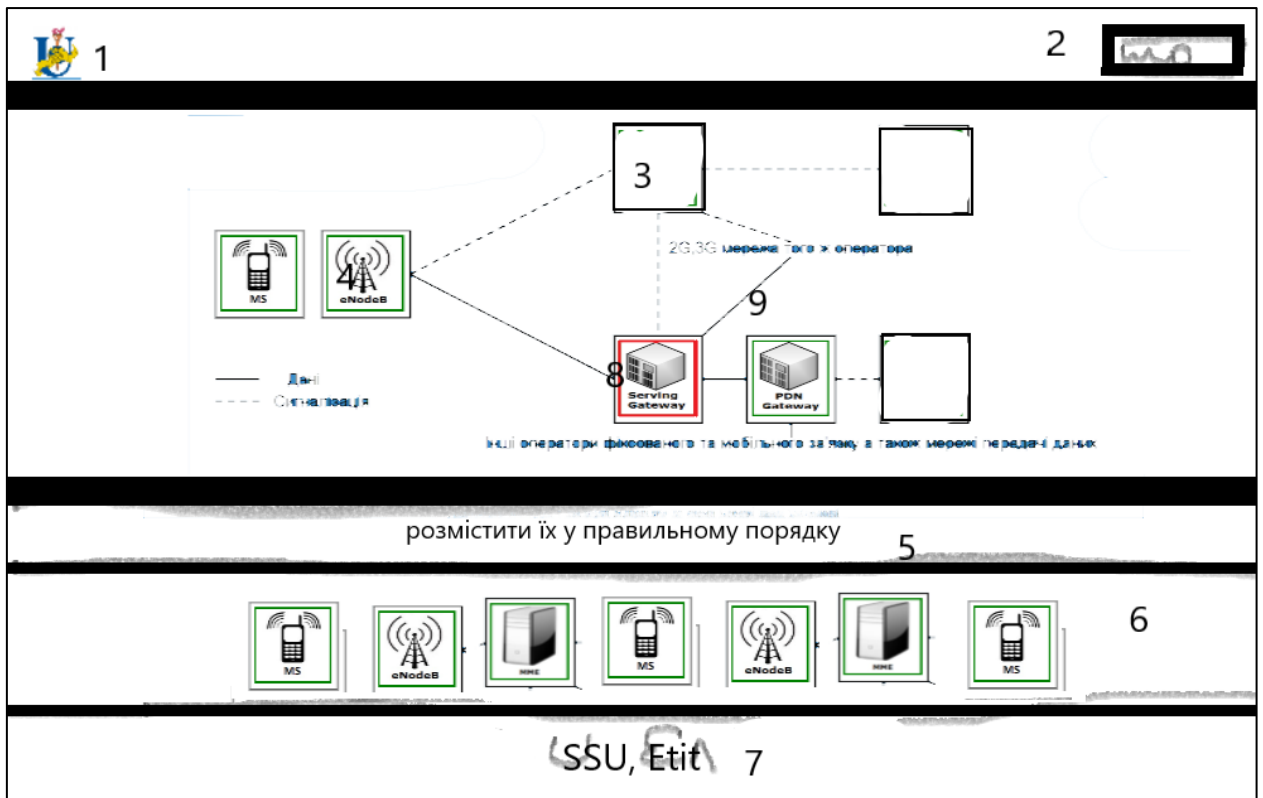 1
2
3
2G,3G мережа того ж оператора
4
MS
eNodeB
9
8
Serving Gateway
PDN Gateway
Дані
Сигналізація
Інші оператори фіксованого та мобільного зв'язку а також мережі передачі даних
розмістити їх у правильному порядку
5
MS
eNodeB
MME
MS
eNodeB
MME
MS
6
SSU, Etit
7